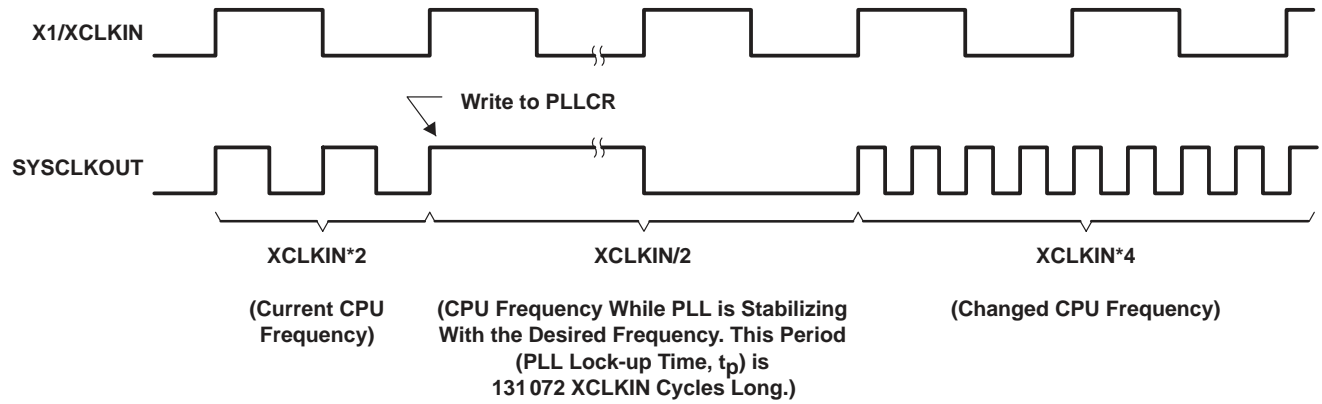 X1/XCLKIN
Write to PLLCR
SYSCLKOUT
XCLKIN*2
XCLKIN/2
XCLKIN*4
(Current CPU
Frequency)
(CPU Frequency While PLL is Stabilizing
With the Desired Frequency. This Period
(PLL Lock-up Time, tp) is
131 072 XCLKIN Cycles Long.)
(Changed CPU Frequency)